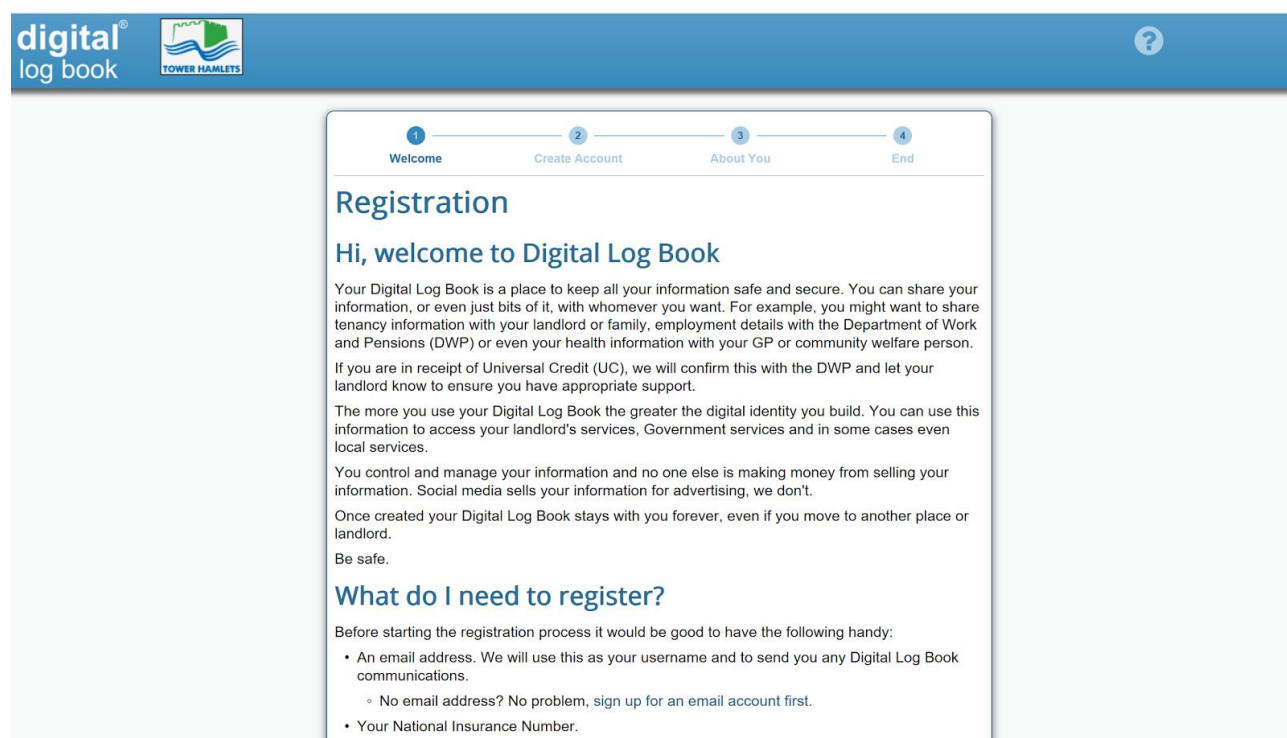 digital®
log book
TOWER HAMLETS
?
1 2 3 4
Welcome Create Account About You End
Registration
Hi, welcome to Digital Log Book
Your Digital Log Book is a place to keep all your information safe and secure. You can share your
information, or even just bits of it, with whomever you want. For example, you might want to share
tenancy information with your landlord or family, employment details with the Department of Work
and Pensions (DWP) or even your health information with your GP or community welfare person.
If you are in receipt of Universal Credit (UC), we will confirm this with the DWP and let your
landlord know to ensure you have appropriate support.
The more you use your Digital Log Book the greater the digital identity you build. You can use this
information to access your landlord's services, Government services and in some cases even
local services.
You control and manage your information and no one else is making money from selling your
information. Social media sells your information for advertising, we don't.
Once created your Digital Log Book stays with you forever, even if you move to another place or
landlord.
Be safe.
What do I need to register?
Before starting the registration process it would be good to have the following handy:
• An email address. We will use this as your username and to send you any Digital Log Book
communications.
◦ No email address? No problem, sign up for an email account first.
• Your National Insurance Number.